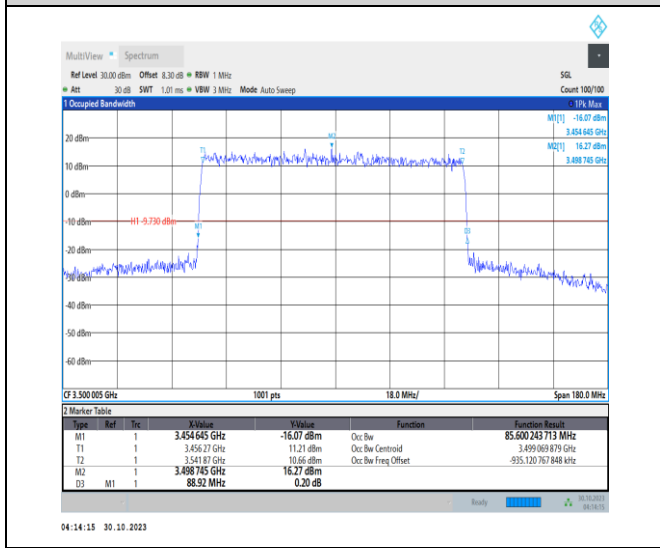 MultiView Spectrum
Ref Level 30.00 dBm Offset 8.30 dB RBW 1 MHz SGL
Att 30 dB SWT 1.01 ms VBW 3 MHz Mode Auto Sweep Count 100/100
1 Occupied Bandwidth 1Pk Max
M1[1] -16.07 dBm
3.454 645 GHz
M2[1] 16.27 dBm
3.498 745 GHz
20 dBm
M2
T1
T2
10 dBm
0 dBm
-10 dBm
H1 -9.730 dBm
M1
D3
-20 dBm
-40 dBm
-50 dBm
-60 dBm
CF 3.500 005 GHz 1001 pts 18.0 MHz/ Span 180.0 MHz
2 Marker Table
Type Ref Trc X-Value Y-Value Function Function Result
M1 1 3.454 645 GHz -16.07 dBm Occ Bw 85.600 243 713 MHz
T1 1 3.456 27 GHz 11.21 dBm Occ Bw Centroid 3.499 069 879 GHz
T2 1 3.541 87 GHz 10.66 dBm Occ Bw Freq Offset -935.120 767 848 kHz
M2 1 3.498 745 GHz 16.27 dBm
D3 M1 1 88.92 MHz 0.20 dB
Ready 30.10.2023
04:14:15
04:14:15 30.10.2023